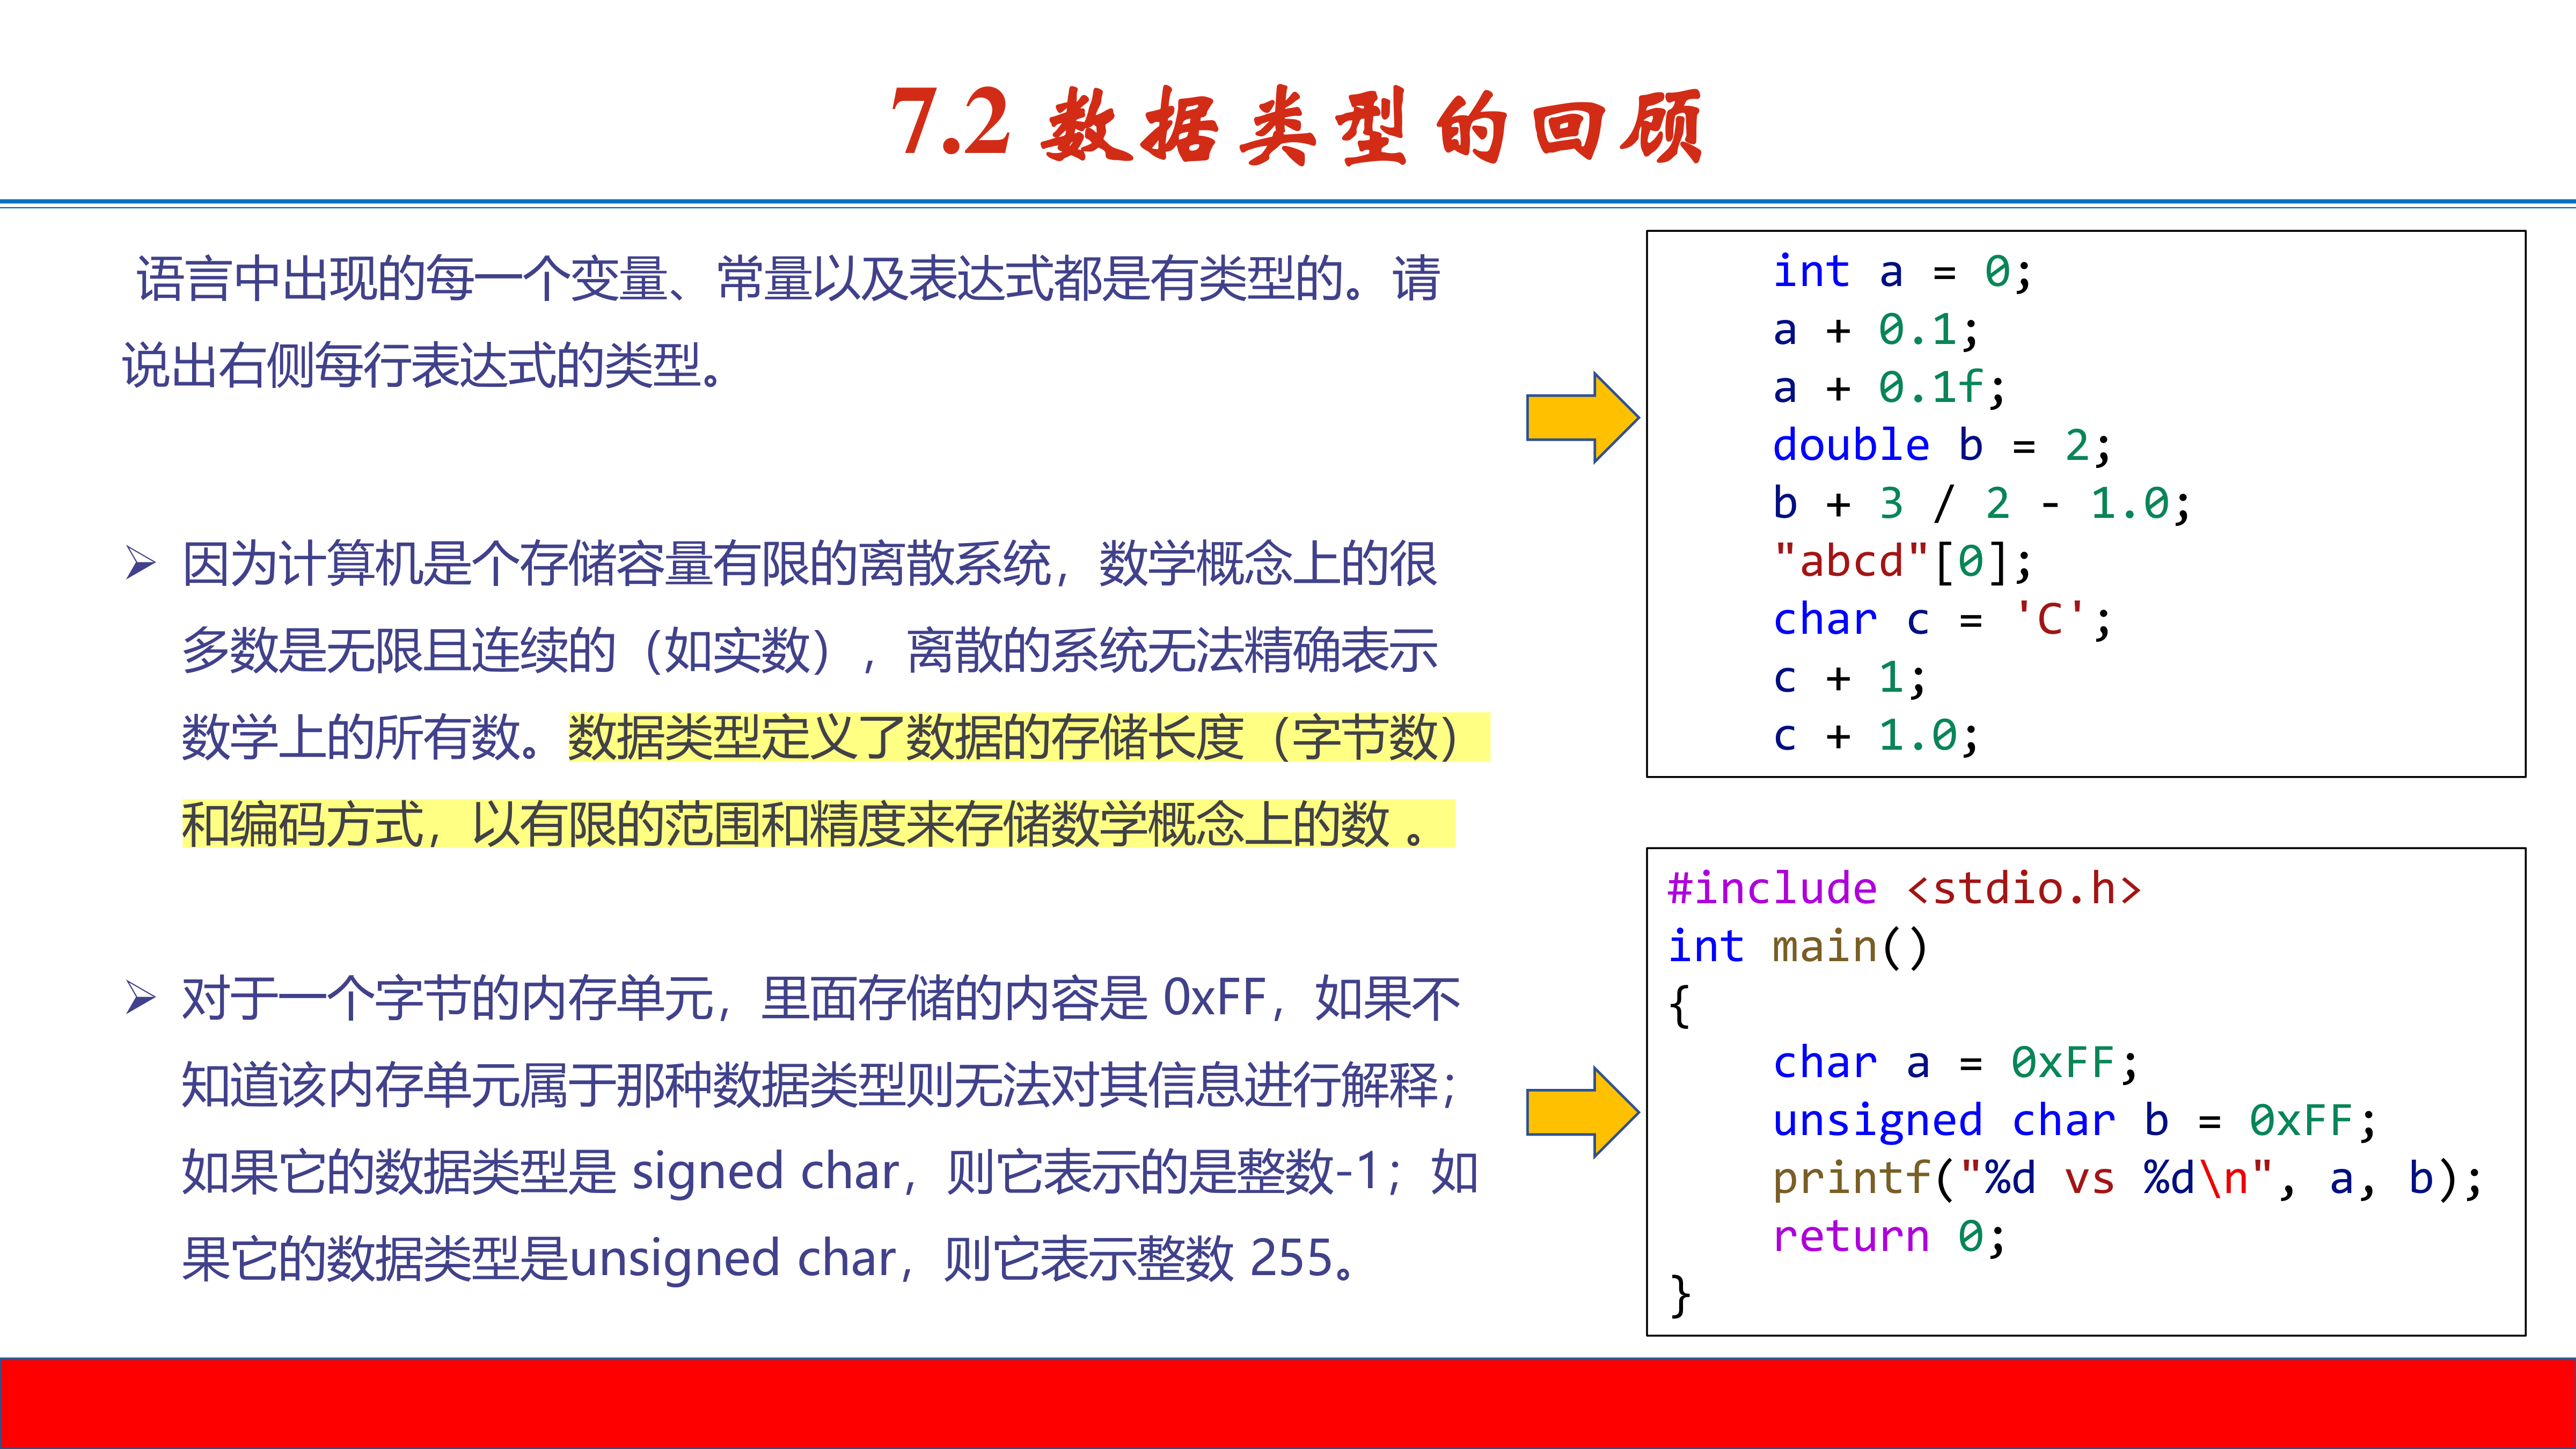 7.2 数据类型的回顾
语言中出现的每一个变量、常量以及表达式都是有类型的。请
说出右侧每行表达式的类型。
➢ 因为计算机是个存储容量有限的离散系统，数学概念上的很
多数是无限且连续的（如实数），离散的系统无法精确表示
数学上的所有数。数据类型定义了数据的存储长度（字节数）
和编码方式，以有限的范围和精度来存储数学概念上的数 。
➢ 对于一个字节的内存单元，里面存储的内容是 0xFF，如果不
知道该内存单元属于那种数据类型则无法对其信息进行解释；
如果它的数据类型是 signed char，则它表示的是整数-1；如
果它的数据类型是unsigned char，则它表示整数 255。
int a = 0;
a + 0.1;
a + 0.1f;
double b = 2;
b + 3 / 2 - 1.0;
"abcd"[0];
char c = 'C';
c + 1;
c + 1.0;
#include <stdio.h>
int main()
{
char a = 0xFF;
unsigned char b = 0xFF;
printf("%d vs %d\n", a, b);
return 0;
}